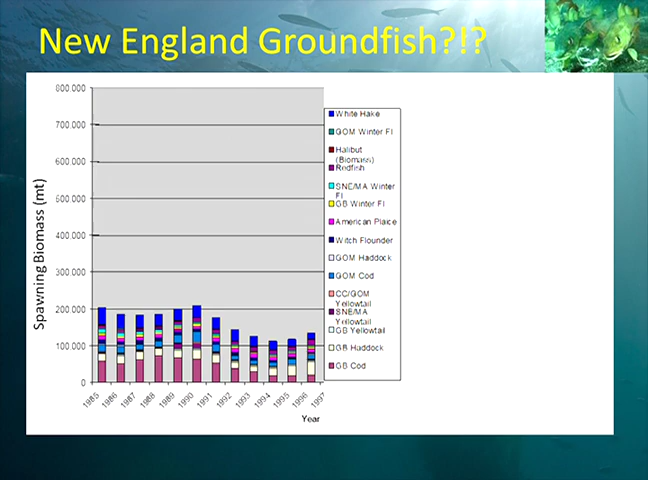 New England Groundfish?!?
Spawning Biomass (mt)
800.000
700.000
600.000
500.000
400.000
300.000
200.000
100.000
0
1985
1986
1987
1988
1989
1990
1991
1992
1993
1994
1995
1996
1997
Year
White Hake
GOM Winter Fl
Halibut
(Biomass)
Redfish
SNE/MA Winter
Fl
GB Winter Fl
American Plaice
Witch Flounder
GOM Haddock
GOM Cod
CC/GOM
Yellowtail
SNE/MA
Yellowtail
GB Yellowtail
GB Haddock
GB Cod